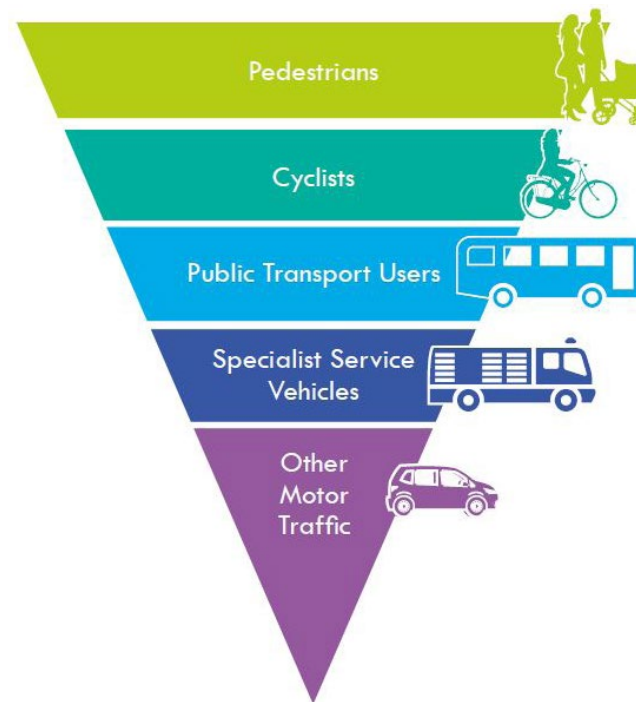 Pedestrians
Cyclists
Public Transport Users
Specialist Service
Vehicles
Other
Motor
Traffic